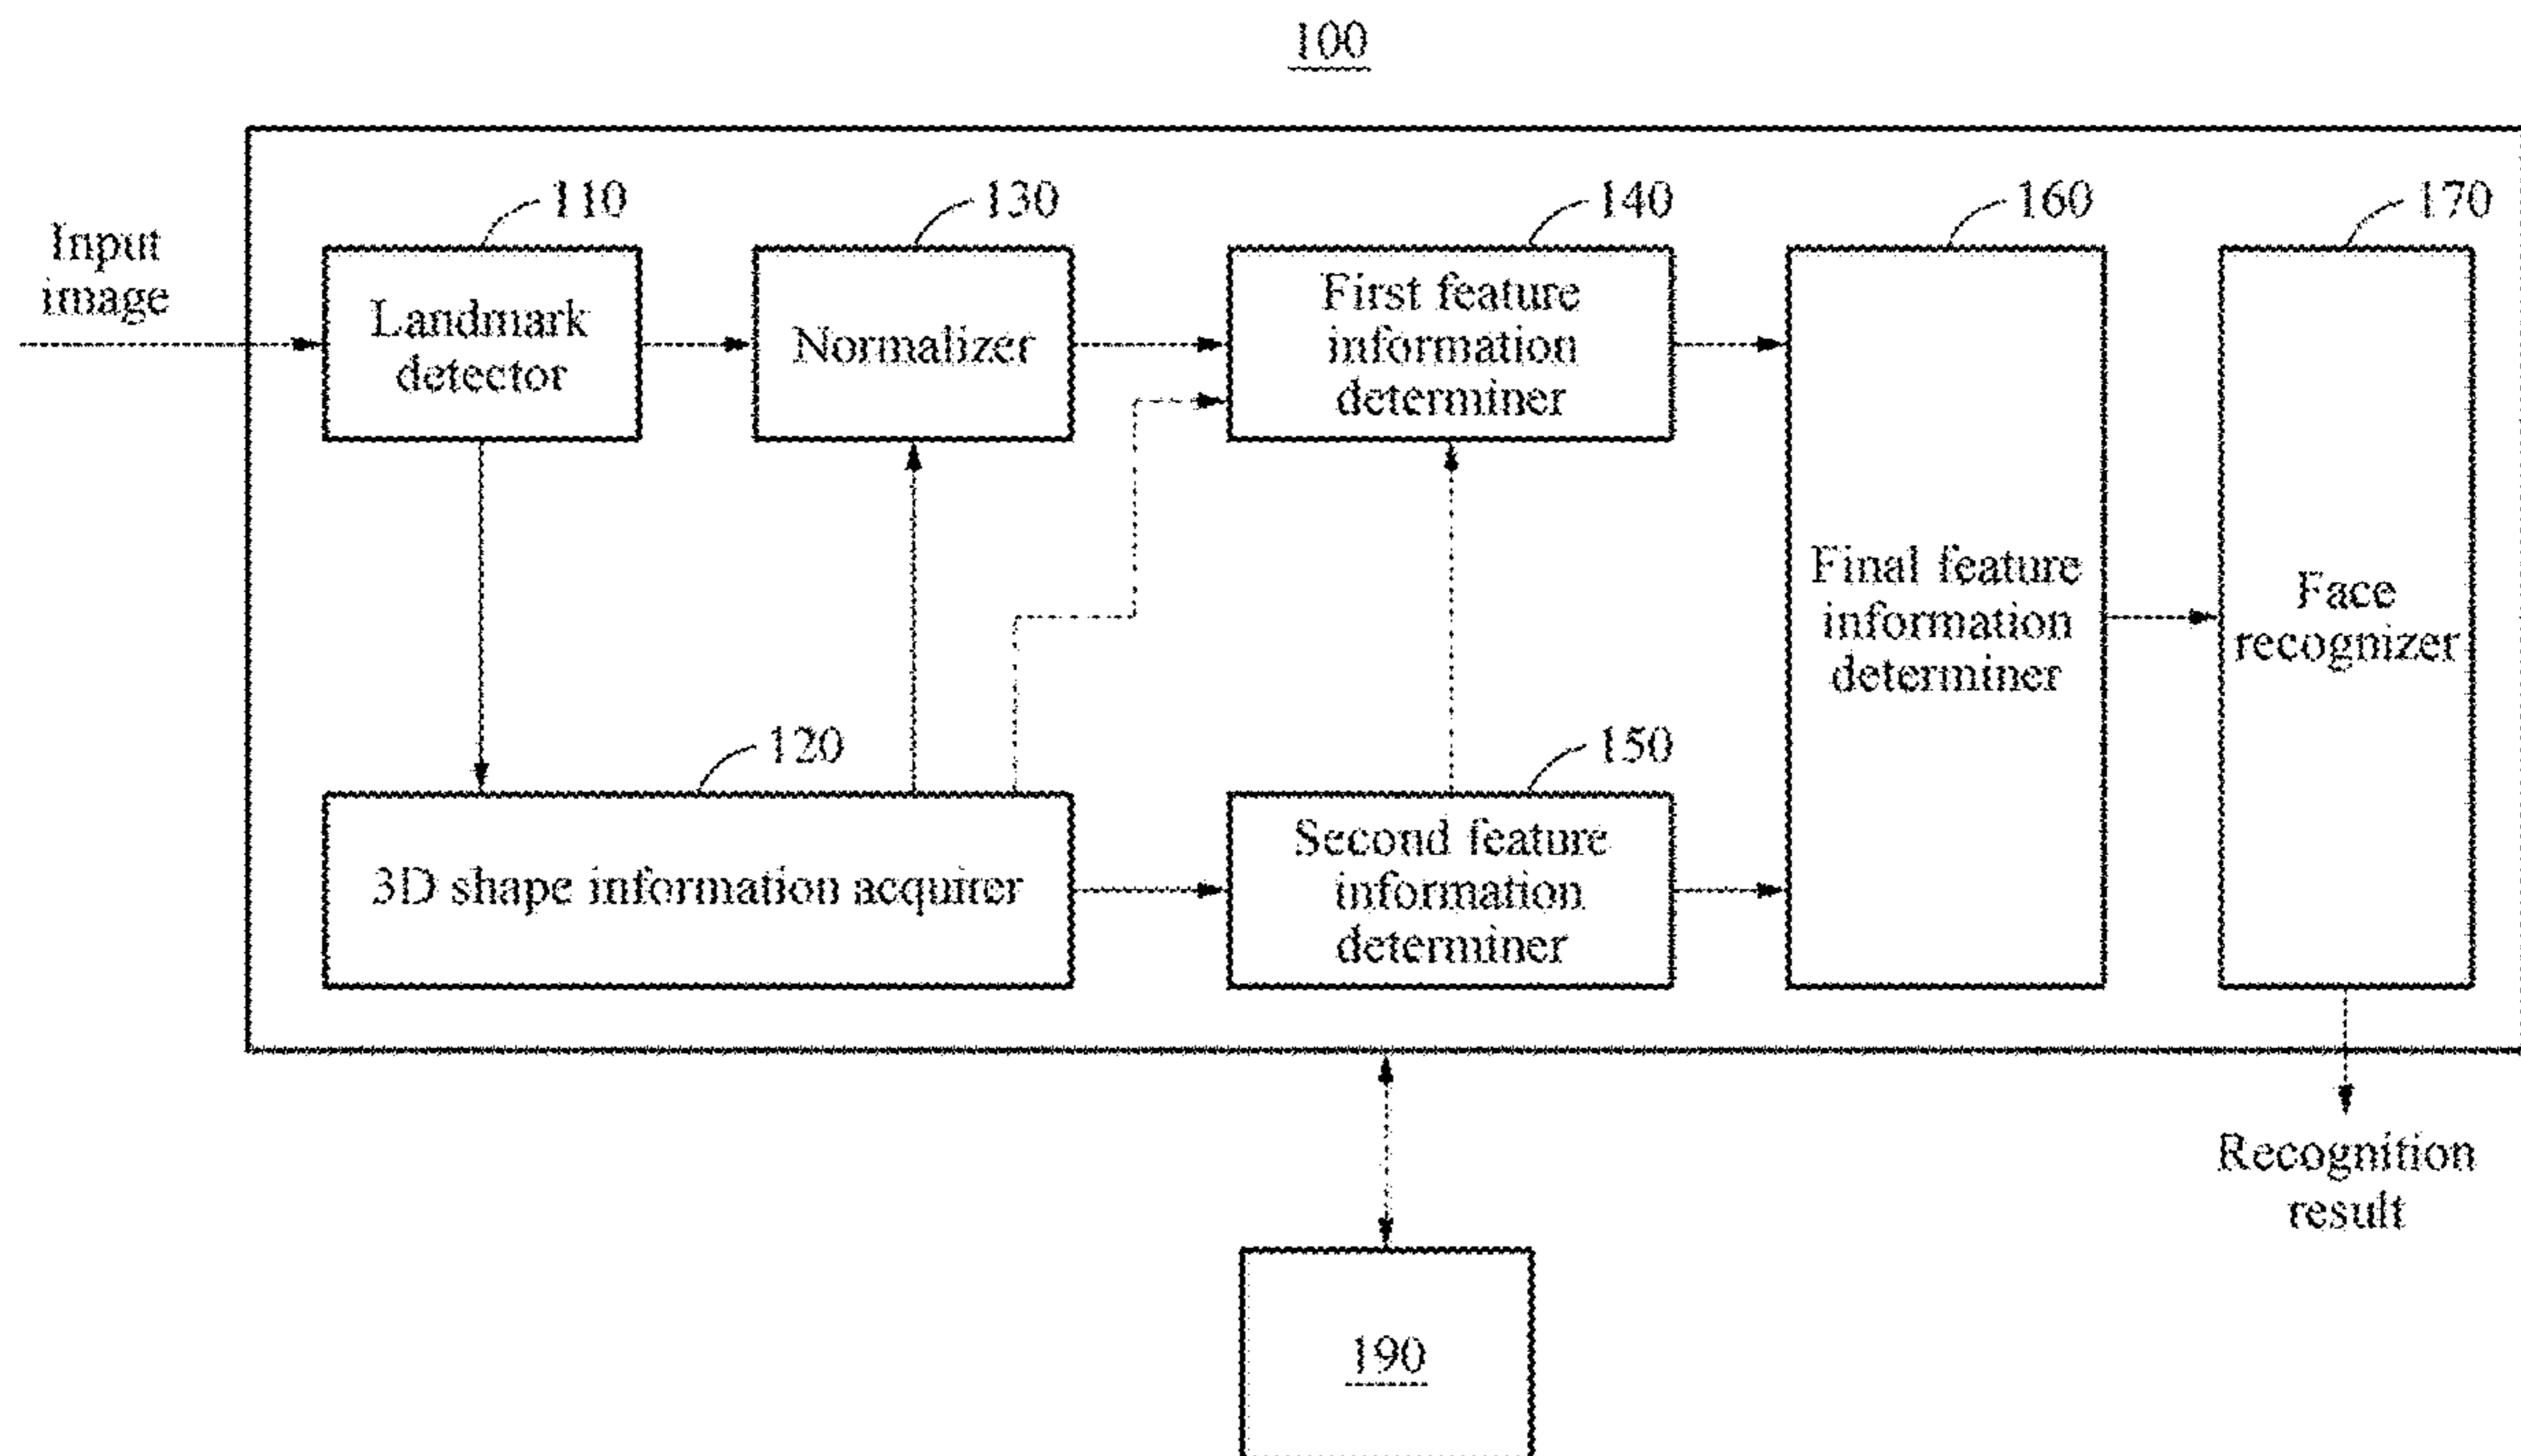 100
110
130
140
160
170
Input
image
Landmark
detector
Normalizer
First feature
information
determiner
Final feature
information
determiner
Face
recognizer
120
150
3D shape information acquirer
Second feature
information
determiner
Recognition
result
190